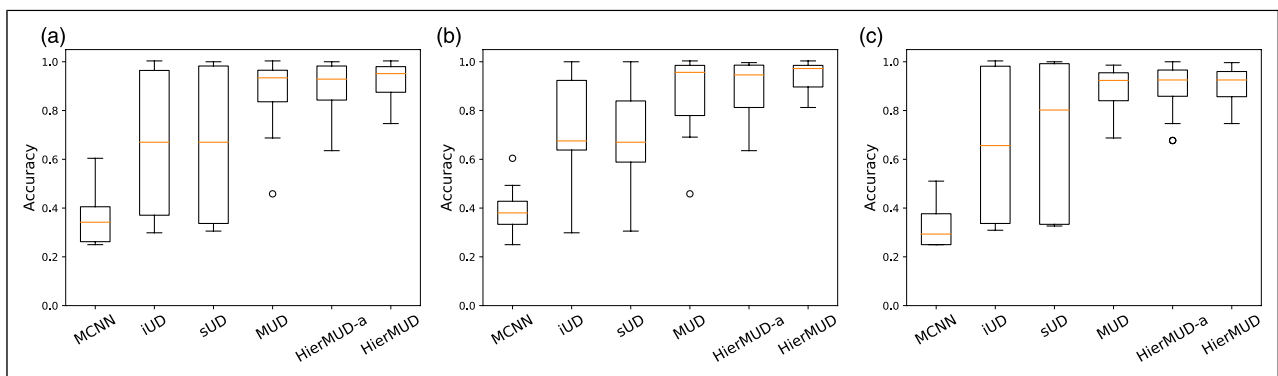 (a)
Accuracy
1.0
0.8
0.6
0.4
0.2
0.0
MCNN
iUD
sUD
MUD
HierMUD-a
HierMUD
(b)
Accuracy
1.0
0.8
0.6
0.4
0.2
0.0
MCNN
iUD
sUD
MUD
HierMUD-a
HierMUD
(c)
Accuracy
1.0
0.8
0.6
0.4
0.2
0.0
MCNN
iUD
sUD
MUD
HierMUD-a
HierMUD